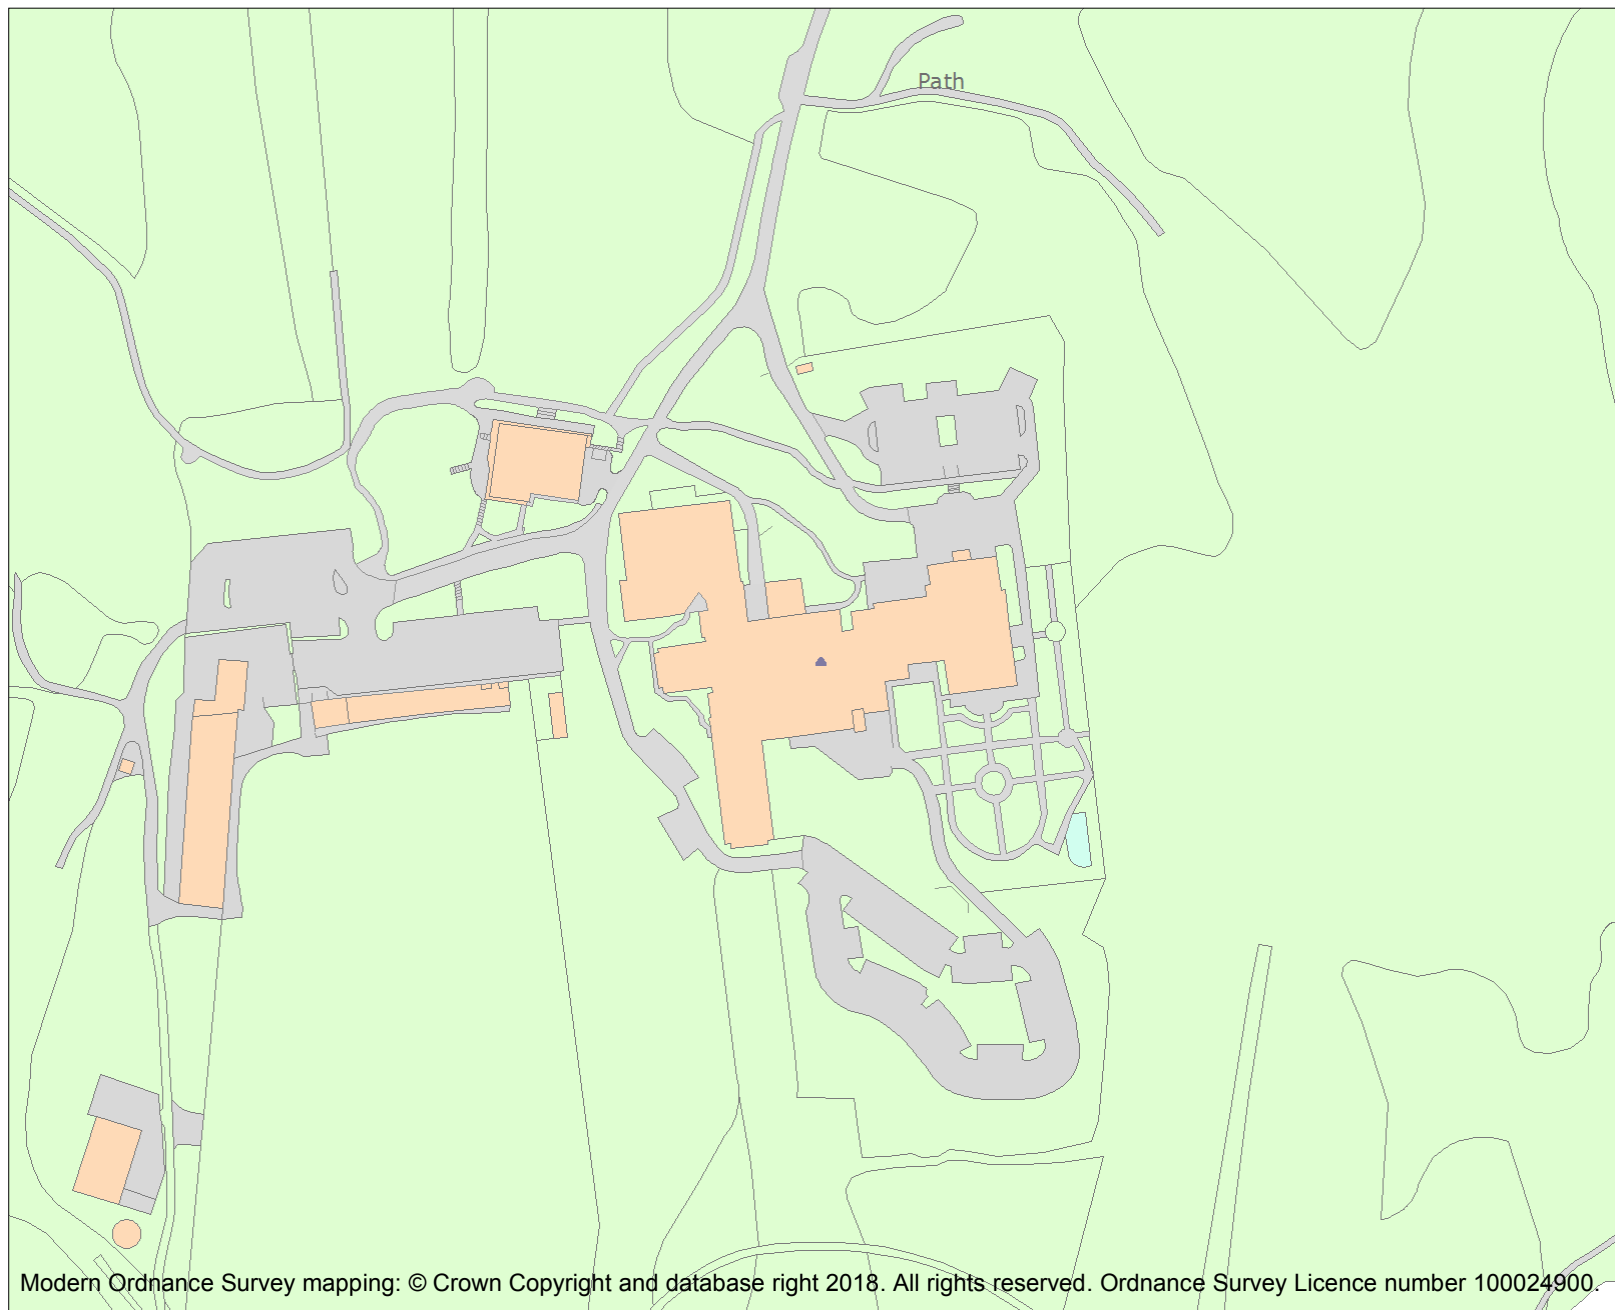 Path
Modern Ordnance Survey mapping: © Crown Copyright and database right 2018. All rights reserved. Ordnance Survey Licence number 100024900.